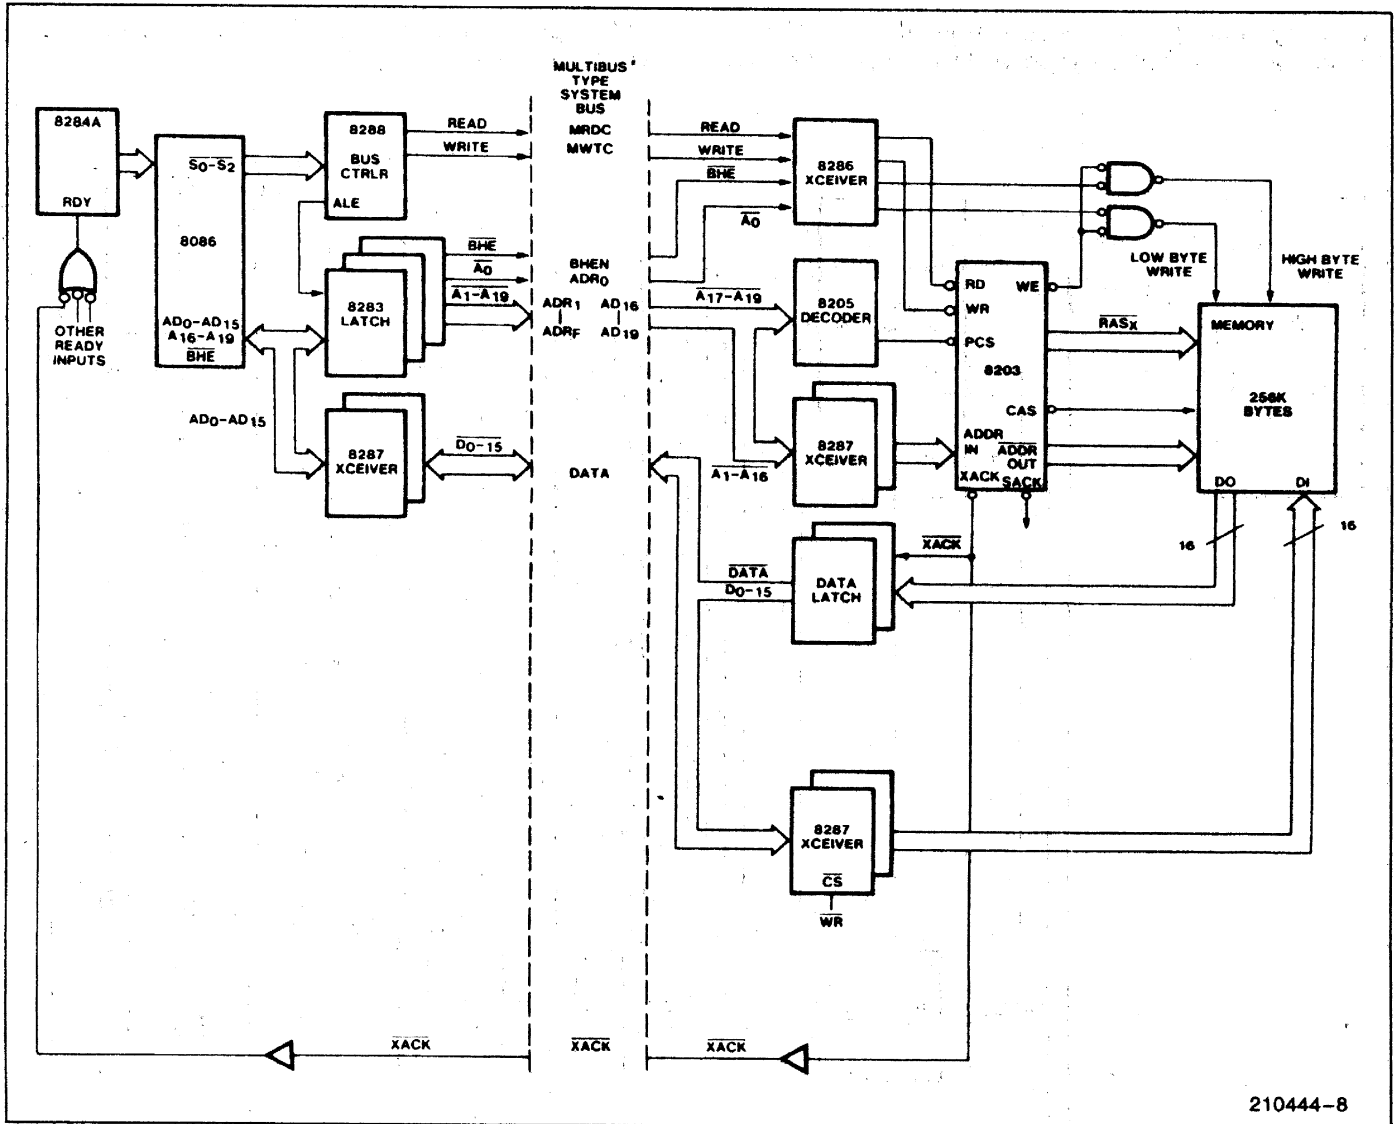 MULTIBUS*
TYPE
SYSTEM
BUS
8284A
RDY
OTHER
READY
INPUTS
S0-S2
8086
AD0-AD15
A16-A19
BHE
AD0-AD15
8288
BUS
CTRLR
ALE
READ
WRITE
8283
LATCH
BHE
A0
A1-A19
8287
XCEIVER
D0-15
MRDC
MWTC
BHEN
ADR0
ADR1 AD16
ADRF AD19
DATA
READ
WRITE
BHE
A0
A17-A19
A1-A16
8286
XCEIVER
8205
DECODER
8287
XCEIVER
RD
WR
PCS
8203
WE
CAS
ADDR
IN
ADDR
OUT
XACK
SACK
LOW BYTE
WRITE
HIGH BYTE
WRITE
RASX
MEMORY
256K
BYTES
DO DI
16
16
XACK
DATA
D0-15
DATA
LATCH
8287
XCEIVER
CS
WR
XACK
XACK
XACK
210444-8